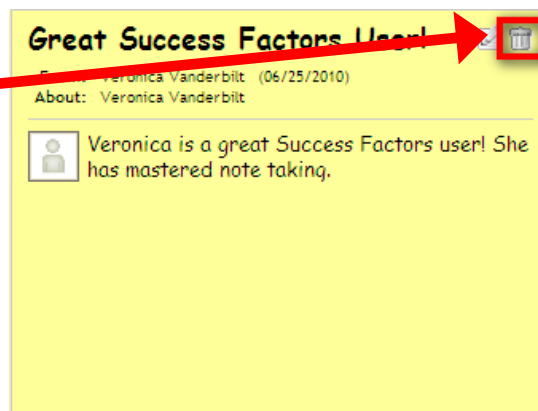 Great Success Factors User!
Veronica Vanderbilt (06/25/2010)
About: Veronica Vanderbilt
Veronica is a great Success Factors user! She
has mastered note taking.